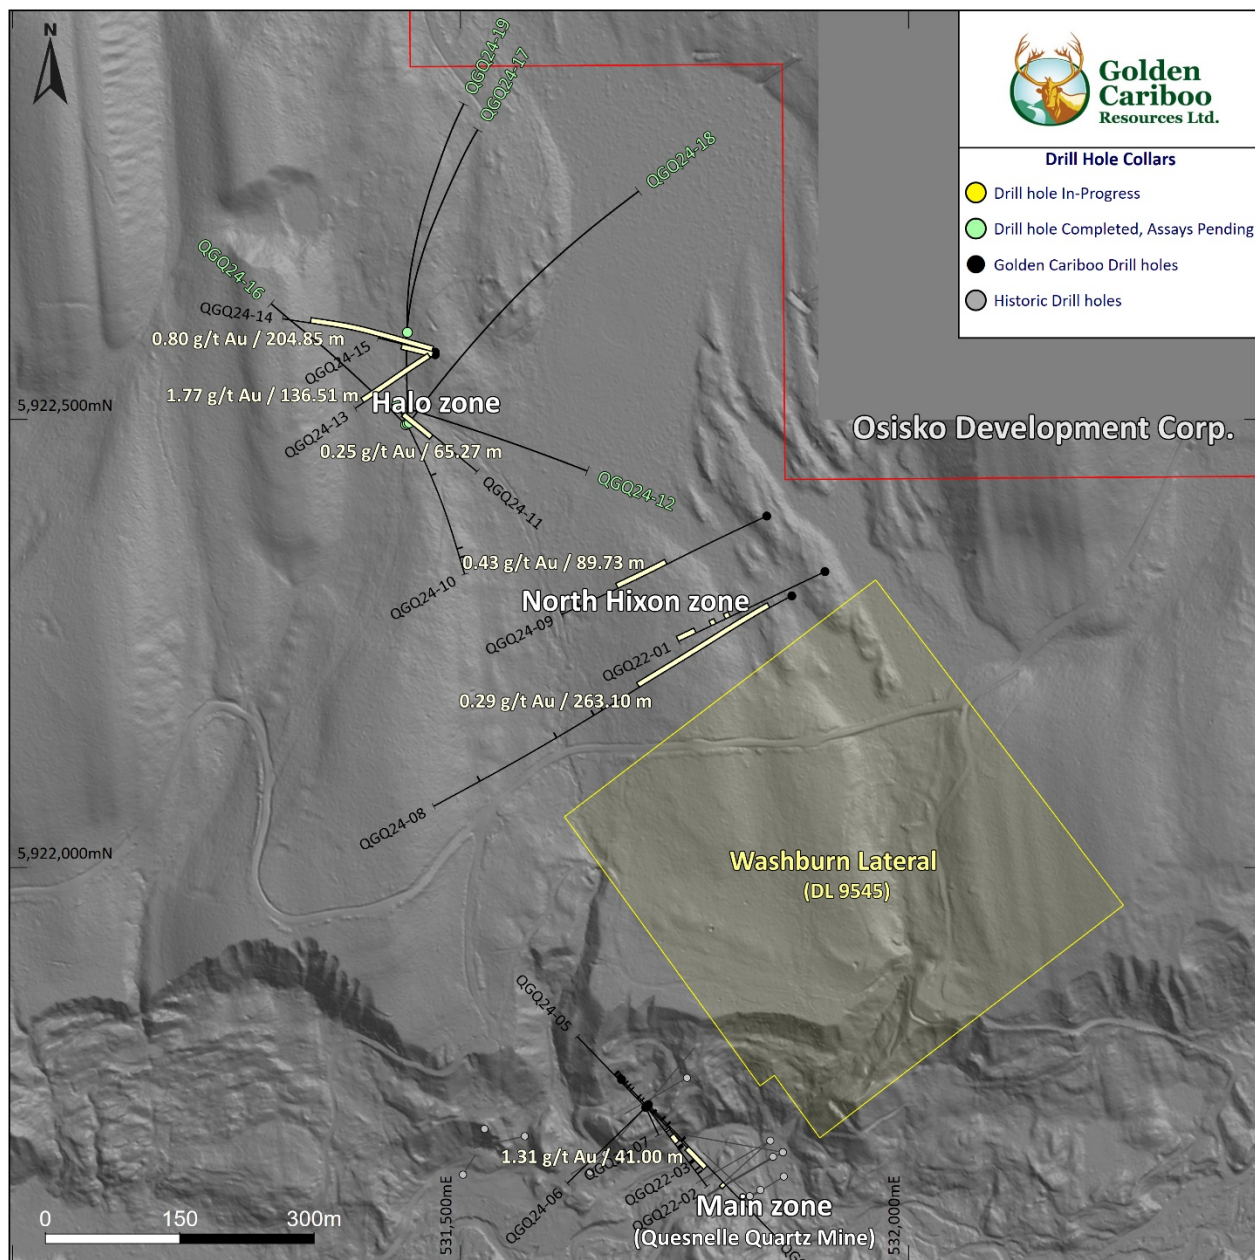 N
QGQ24-19
QGQ24-17
QGQ24-18
Golden
Cariboo
Resources Ltd.
Drill Hole Collars
Drill hole In-Progress
Drill hole Completed, Assays Pending
Golden Cariboo Drill holes
Historic Drill holes
QGQ24-16
QGQ24-14
0.80 g/t Au / 204.85 m
QGQ24-15
1.77 g/t Au / 136.51 m
Halo zone
5,922,500mN
QGQ24-13
0.25 g/t Au / 65.27 m
Osisko Development Corp.
QGQ24-12
QGQ24-11
0.43 g/t Au / 89.73 m
QGQ24-10
North Hixon zone
QGQ24-09
QGQ22-01
0.29 g/t Au / 263.10 m
QGQ24-08
5,922,000mN
Washburn Lateral
(DL 9545)
QGQ24-05
1.31 g/t Au / 41.00 m
QGQ22-03
QGQ22-02
QGQ24-06
Main zone
(Quesnelle Quartz Mine)
531,500mE
532,000mE
0 150 300m